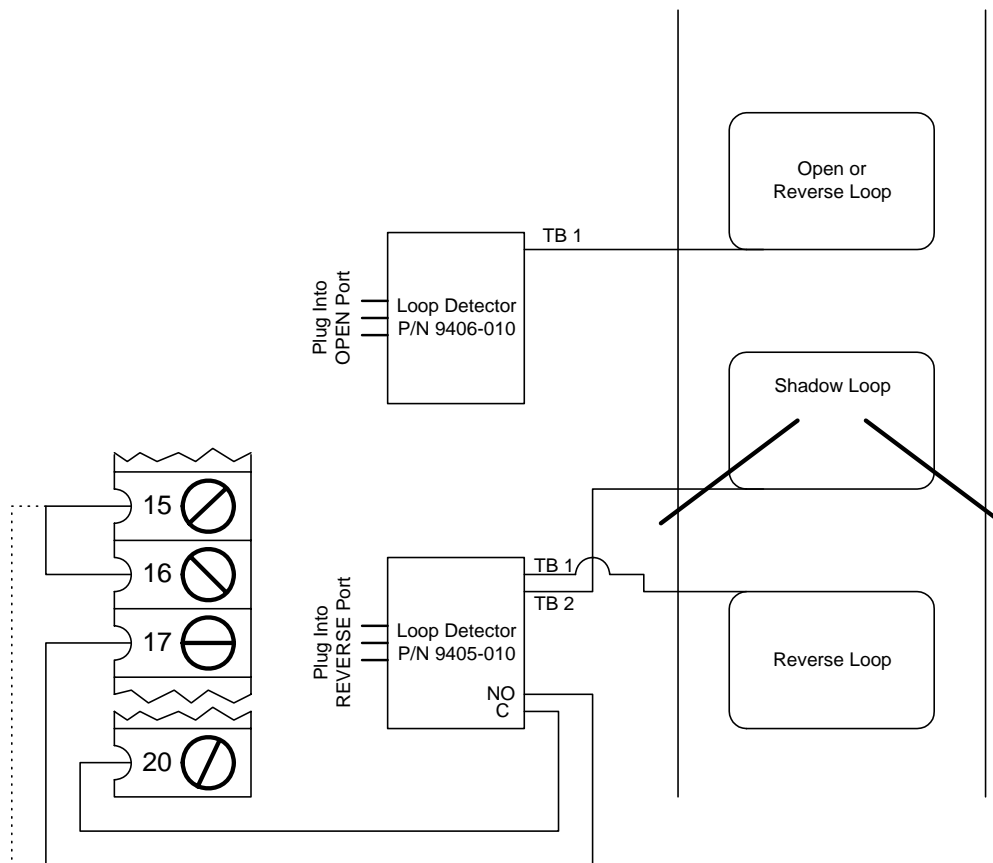 Open or
Reverse Loop
TB 1
Plug Into
OPEN Port
Loop Detector
P/N 9406-010
Shadow Loop
15
16
17
20
TB 1
TB 2
Plug Into
REVERSE Port
Loop Detector
P/N 9405-010
NO
C
Reverse Loop